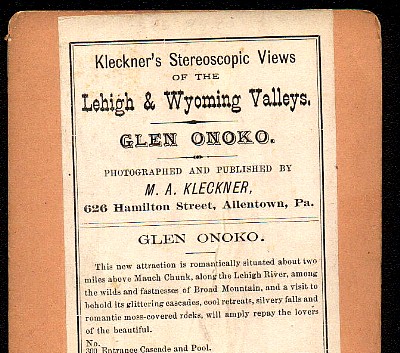 Kleckner's Stereoscopic Views
OF THE
Lehigh & Wyoming Valleys.
GLEN ONOKO.
PHOTOGRAPHED AND PUBLISHED BY
M. A. KLECKNER,
626 Hamilton Street, Allentown, Pa.
GLEN ONOKO.
This new attraction is romantically situated about two
miles above Mauch Chunk, along the Lehigh River, among
the wilds and fastnesses of Broad Mountain, and a visit to
behold its glittering cascades, cool retreats, silvery falls and
romantic moss-covered rocks, will amply repay the lovers
of the beautiful.
No.
300 Entrance Cascade and Pool.